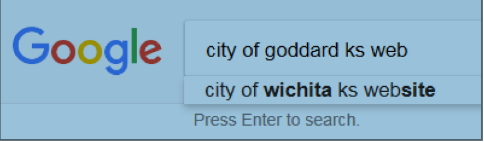 Google
city of goddard ks web
city of wichita ks website
Press Enter to search.